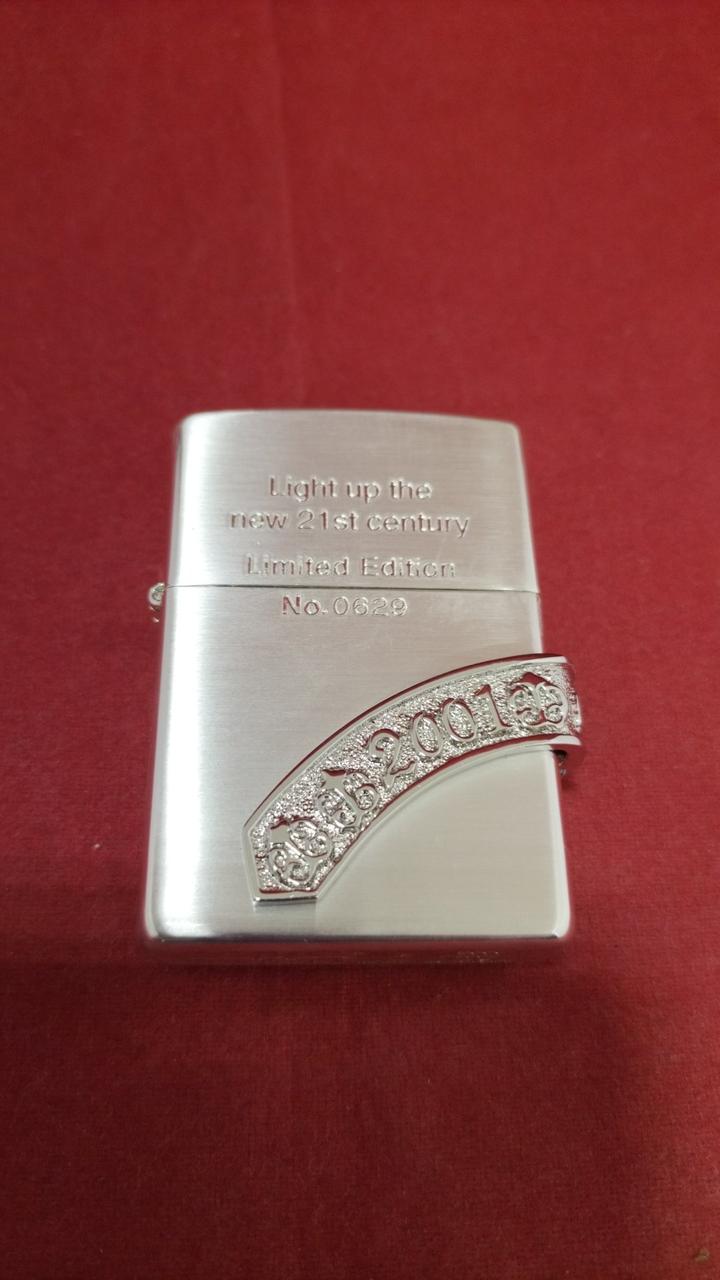 Light up the
new 21st century
Limited Edition
No.0629
2001